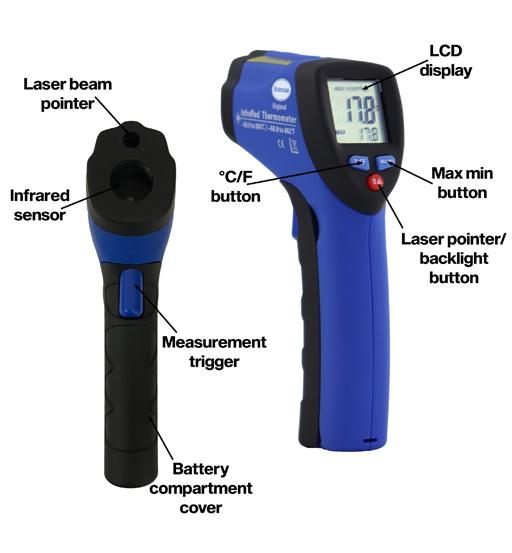 LCD
display
Laser beam
pointer
Brannan
England
InfraRed Thermometer
17.8
MAX
17.8
CE
°C/F
button
Max min
button
Infrared
sensor
Laser pointer/
backlight
button
Measurement
trigger
Battery
compartment
cover